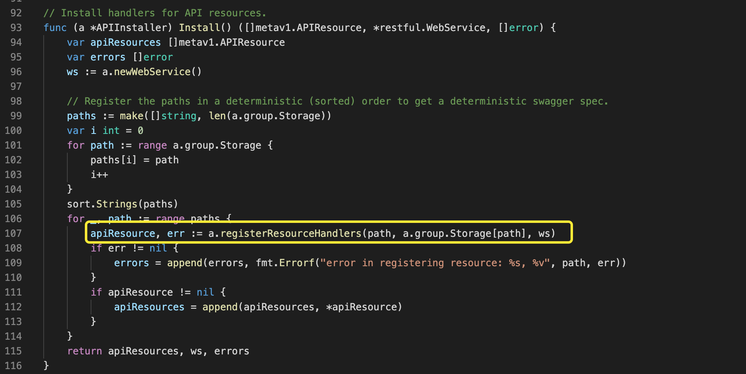 92 // Install handlers for API resources.
93 func (a *APIInstaller) Install() ([]metav1.APIResource, *restful.WebService, []error) {
94 var apiResources []metav1.APIResource
95 var errors []error
96 ws := a.newWebService()
97
98 // Register the paths in a deterministic (sorted) order to get a deterministic swagger spec.
99 paths := make([]string, len(a.group.Storage))
100 var i int = 0
101 for path := range a.group.Storage {
102 paths[i] = path
103 i++
104 }
105 sort.Strings(paths)
106 for _, path := range paths {
107 apiResource, err := a.registerResourceHandlers(path, a.group.Storage[path], ws)
108 if err != nil {
109 errors = append(errors, fmt.Errorf("error in registering resource: %s, %v", path, err))
110 }
111 if apiResource != nil {
112 apiResources = append(apiResources, *apiResource)
113 }
114 }
115 return apiResources, ws, errors
116 }